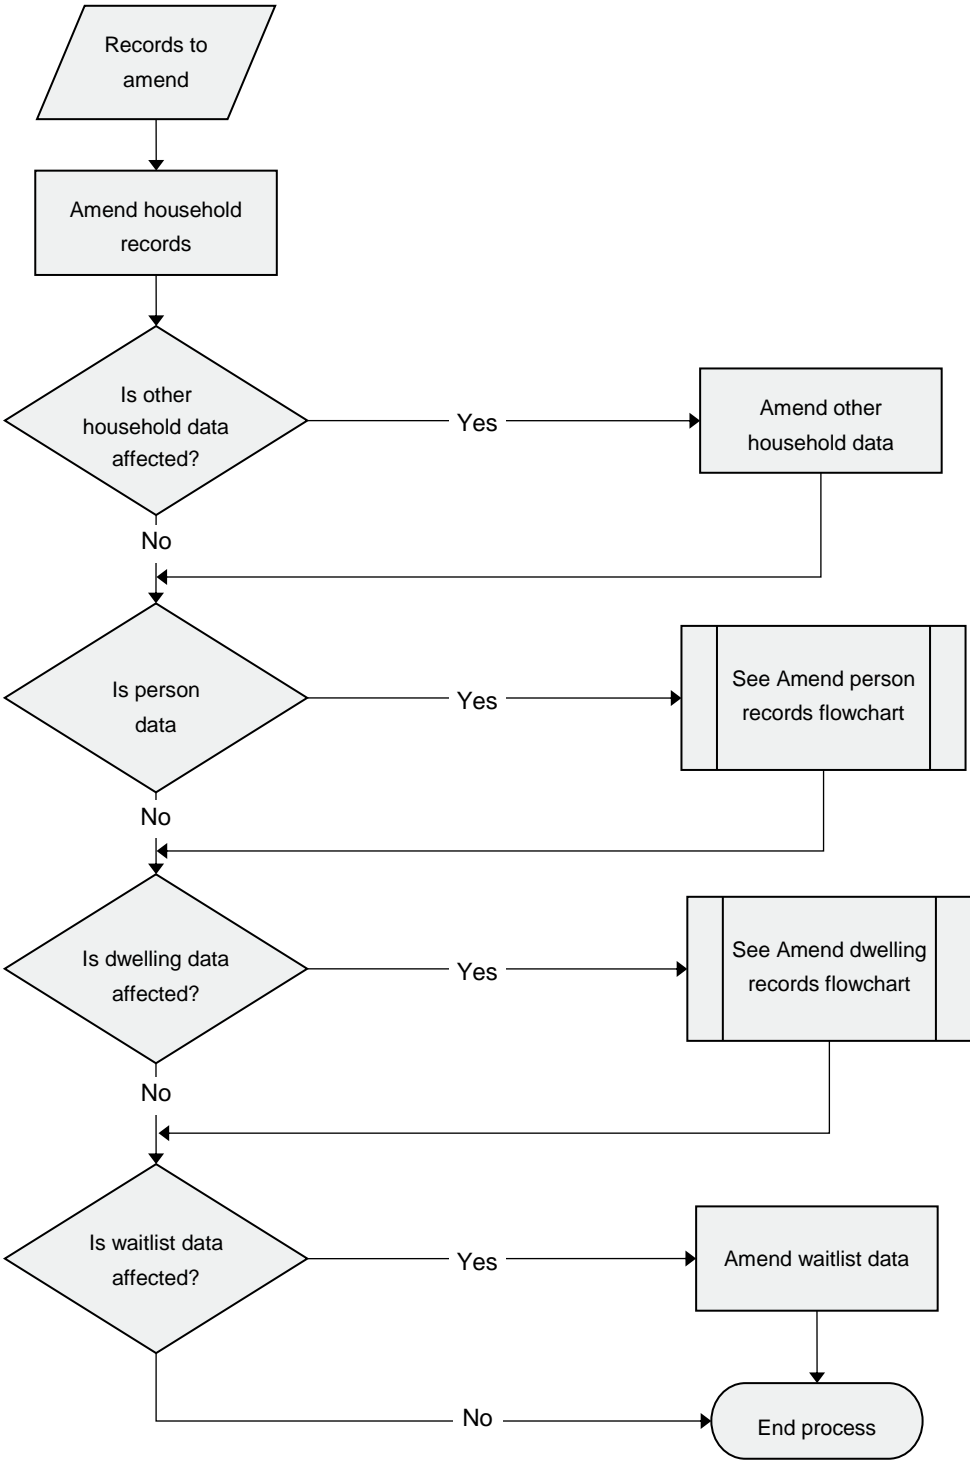 Records to
amend
Amend household
records
Is other
household data
affected?
Yes
Amend other
household data
No
Is person
data
Yes
See Amend person
records flowchart
No
Is dwelling data
affected?
Yes
See Amend dwelling
records flowchart
No
Is waitlist data
affected?
Yes
Amend waitlist data
No
End process